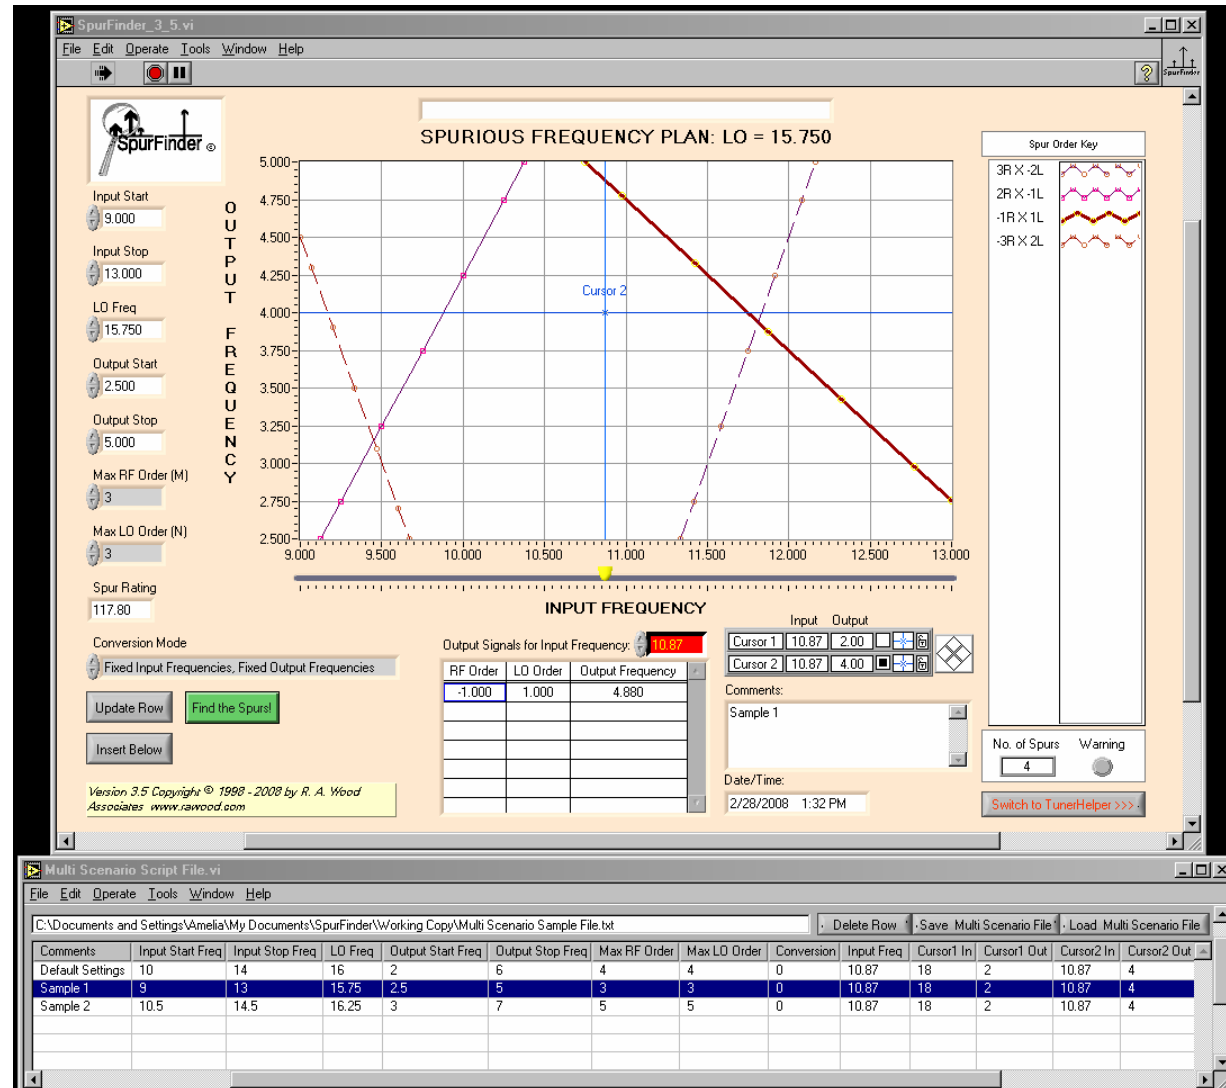 SpurFinder_3_5.vi
File Edit Operate Tools Window Help
SpurFinder
SpurFinder ©
SPURIOUS FREQUENCY PLAN: LO = 15.750
Input Start
9.000
Input Stop
13.000
LO Freq
15.750
Output Start
2.500
Output Stop
5.000
Max RF Order (M)
3
Max LO Order (N)
3
Spur Rating
117.80
Conversion Mode
Fixed Input Frequencies, Fixed Output Frequencies
Update Row Find the Spurs!
Insert Below
Version 3.5 Copyright © 1998 - 2008 by R. A. Wood
Associates www.rawood.com
OUTPUT FREQUENCY
5.000
4.750
4.500
4.250
4.000
3.750
3.500
3.250
3.000
2.750
2.500
Cursor 2
9.000 9.500 10.000 10.500 11.000 11.500 12.000 12.500 13.000
INPUT FREQUENCY
Output Signals for Input Frequency: 10.87
RF Order LO Order Output Frequency
-1.000 1.000 4.880
Input Output
Cursor 1 10.87 2.00
Cursor 2 10.87 4.00
Comments:
Sample 1
Date/Time:
2/28/2008 1:32 PM
Spur Order Key
3R X -2L
2R X -1L
-1R X 1L
-3R X 2L
No. of Spurs Warning
4
Switch to TunerHelper >>>
Multi Scenario Script File.vi
File Edit Operate Tools Window Help
C:\Documents and Settings\Amelia\My Documents\SpurFinder\Working Copy\Multi Scenario Sample File.txt
Delete Row Save Multi Scenario File Load Multi Scenario File
Comments Input Start Freq Input Stop Freq LO Freq Output Start Freq Output Stop Freq Max RF Order Max LO Order Conversion Input Freq Cursor1 In Cursor1 Out Cursor2 In Cursor2 Out
Default Settings 10 14 16 2 6 4 4 0 10.87 18 2 10.87 4
Sample 1 9 13 15.75 2.5 5 3 3 0 10.87 18 2 10.87 4
Sample 2 10.5 14.5 16.25 3 7 5 5 0 10.87 18 2 10.87 4